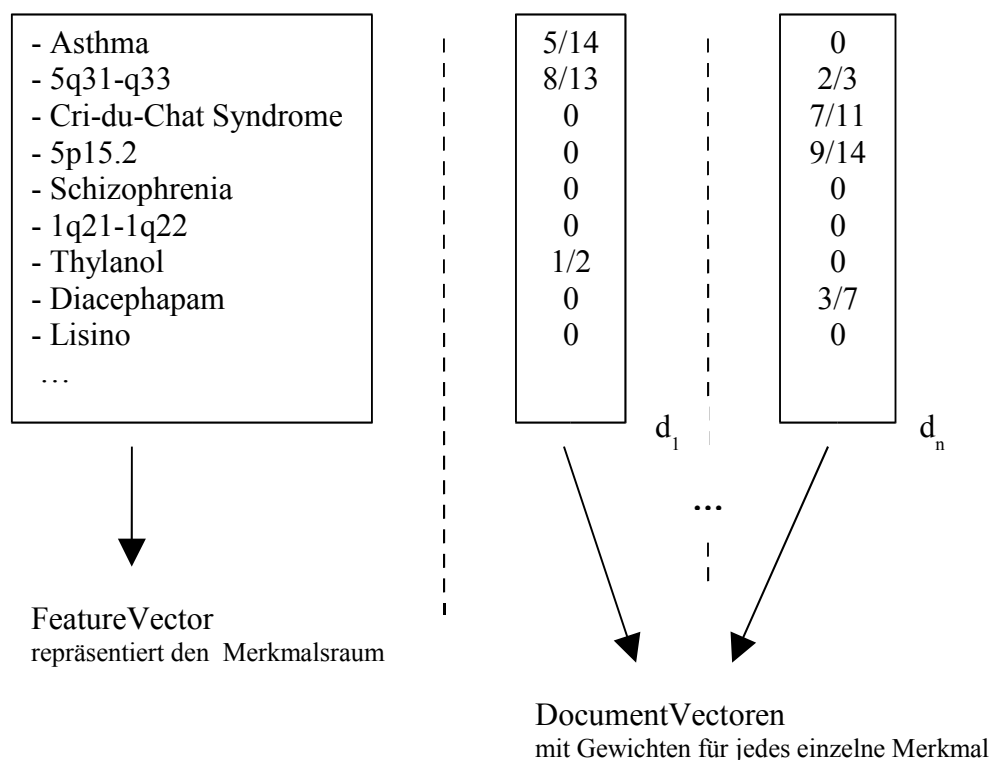 - Asthma
- 5q31-q33
- Cri-du-Chat Syndrome
- 5p15.2
- Schizophrenia
- 1q21-1q22
- Thylanol
- Diacephapam
- Lisino
…
5/14
8/13
0
0
0
0
1/2
0
0
d1
...
0
2/3
7/11
9/14
0
0
0
3/7
0
dn
FeatureVector
repräsentiert den Merkmalsraum
DocumentVectoren
mit Gewichten für jedes einzelne Merkmal